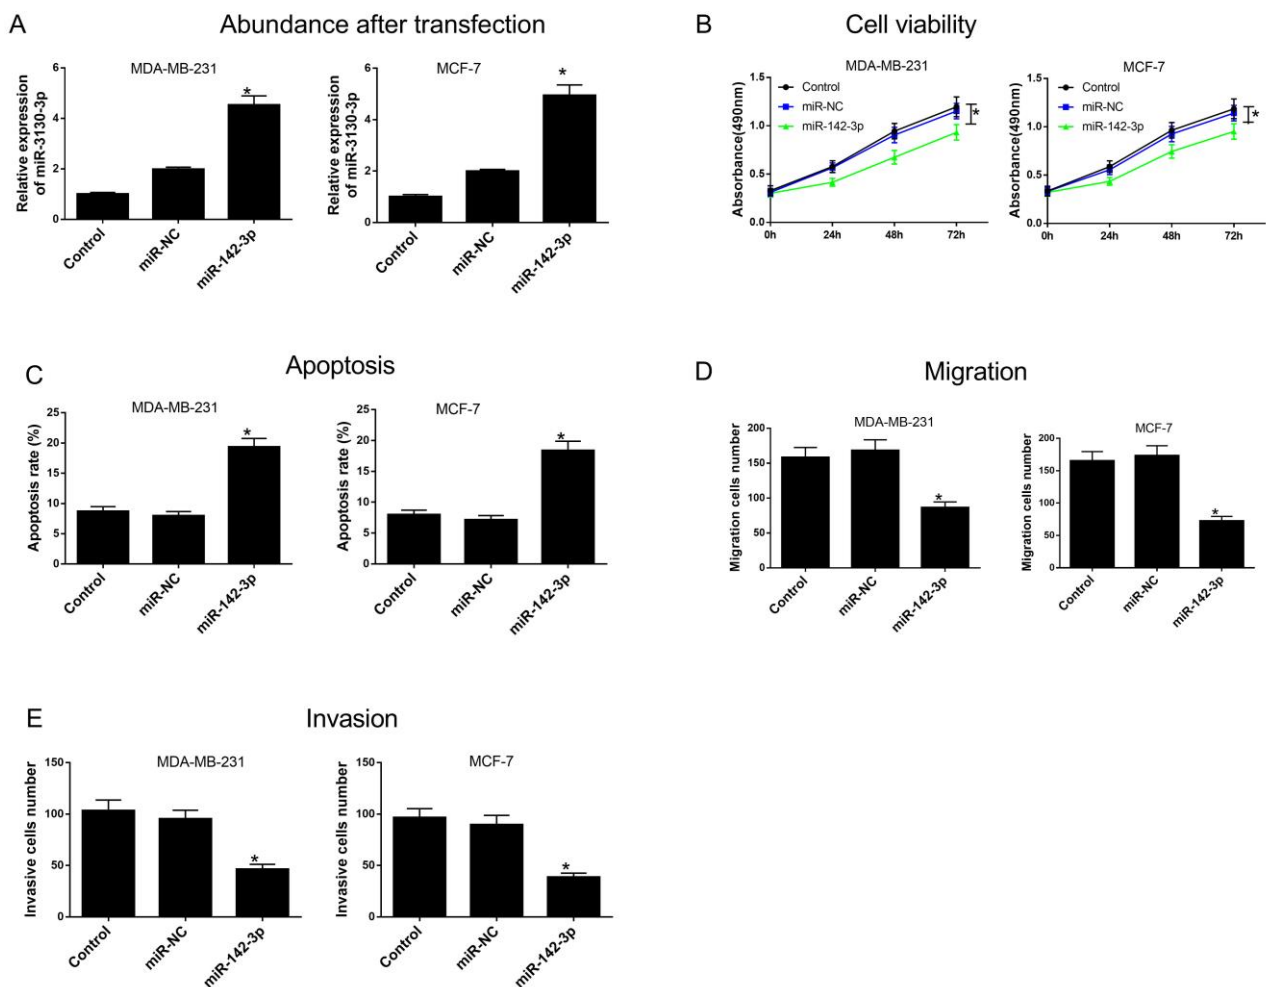 A
Abundance after transfection
MDA-MB-231
Relative expression
of miR-3130-3p
6
4
2
0
Control
miR-NC
miR-142-3p
*
MCF-7
Relative expression
of miR-3130-3p
6
4
2
0
Control
miR-NC
miR-142-3p
*
B
Cell viability
MDA-MB-231
Absorbance(490nm)
1.5
1.0
0.5
0.0
Control
miR-NC
miR-142-3p
*
0h 24h 48h 72h
MCF-7
Absorbance(490nm)
1.5
1.0
0.5
0.0
Control
miR-NC
miR-142-3p
*
0h 24h 48h 72h
C
Apoptosis
MDA-MB-231
Apoptosis rate (%)
25
20
15
10
5
0
Control
miR-NC
miR-142-3p
*
MCF-7
Apoptosis rate (%)
25
20
15
10
5
0
Control
miR-NC
miR-142-3p
*
D
Migration
MDA-MB-231
Migration cells number
200
150
100
50
0
Control
miR-NC
miR-142-3p
*
MCF-7
Migration cells number
200
150
100
50
0
Control
miR-NC
miR-142-3p
*
E
Invasion
MDA-MB-231
Invasive cells number
150
100
50
0
Control
miR-NC
miR-142-3p
*
MCF-7
Invasive cells number
150
100
50
0
Control
miR-NC
miR-142-3p
*